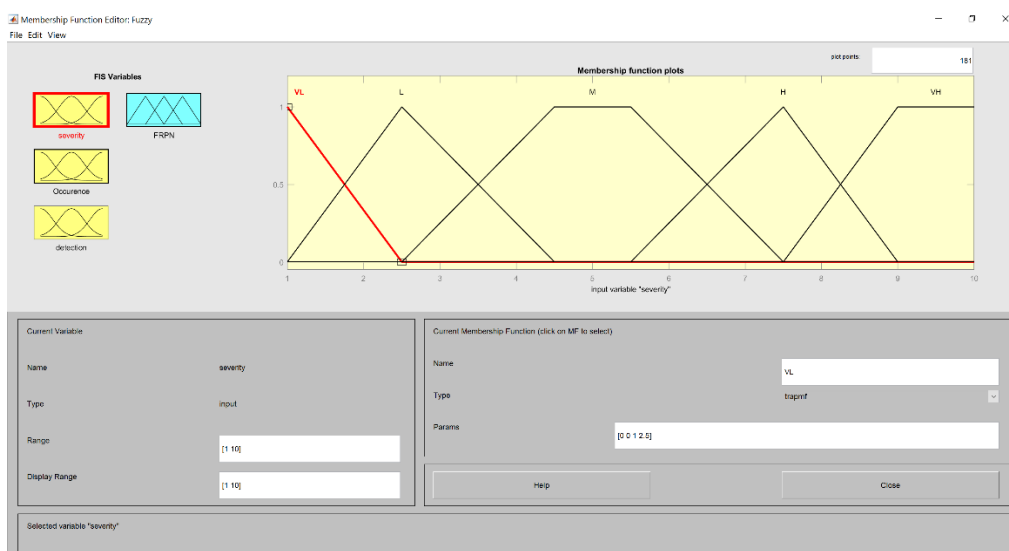 Membership Function Editor: Fuzzy
File Edit View
FIS Variables
severity
FRPN
Occurence
detection
plot points:
181
Membership function plots
VL L M H VH
1
0.5
0
1 2 3 4 5 6 7 8 9 10
input variable "severity"
Current Variable
Name severity
Type input
Range [1 10]
Display Range [1 10]
Current Membership Function (click on MF to select)
Name VL
Type trapmf
Params [0 0 1 2.5]
Help Close
Selected variable "severity"